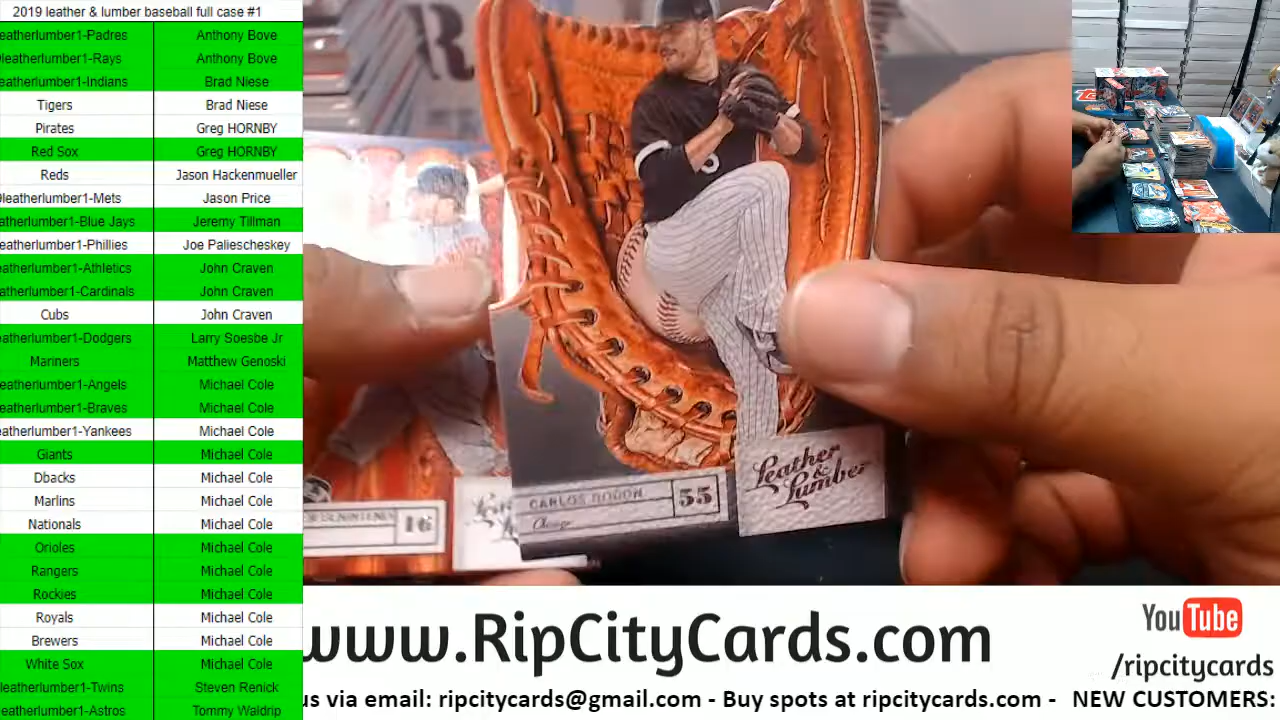 2019 leather & lumber baseball full case #1
eatherlumber1-Padres Anthony Bove
leatherlumber1-Rays Anthony Bove
eatherlumber1-Indians Brad Niese
Tigers Brad Niese
Pirates Greg HORNBY
Red Sox Greg HORNBY
Reds Jason Hackenmueller
leatherlumber1-Mets Jason Price
atherlumber1-Blue Jays Jeremy Tillman
eatherlumber1-Phillies Joe Paliescheskey
atherlumber1-Athletics John Craven
atherlumber1-Cardinals John Craven
Cubs John Craven
eatherlumber1-Dodgers Larry Soesbe Jr
Mariners Matthew Genoski
eatherlumber1-Angels Michael Cole
eatherlumber1-Braves Michael Cole
eatherlumber1-Yankees Michael Cole
Giants Michael Cole
Dbacks Michael Cole
Marlins Michael Cole
Nationals Michael Cole
Orioles Michael Cole
Rangers Michael Cole
Rockies Michael Cole
Royals Michael Cole
Brewers Michael Cole
White Sox Michael Cole
leatherlumber1-Twins Steven Renick
eatherlumber1-Astros Tommy Waldrip
R
16
CARLOS RODON 55
Leather & Lumber
www.RipCityCards.com
YouTube
/ripcitycards
us via email: ripcitycards@gmail.com - Buy spots at ripcitycards.com - NEW CUSTOMERS: